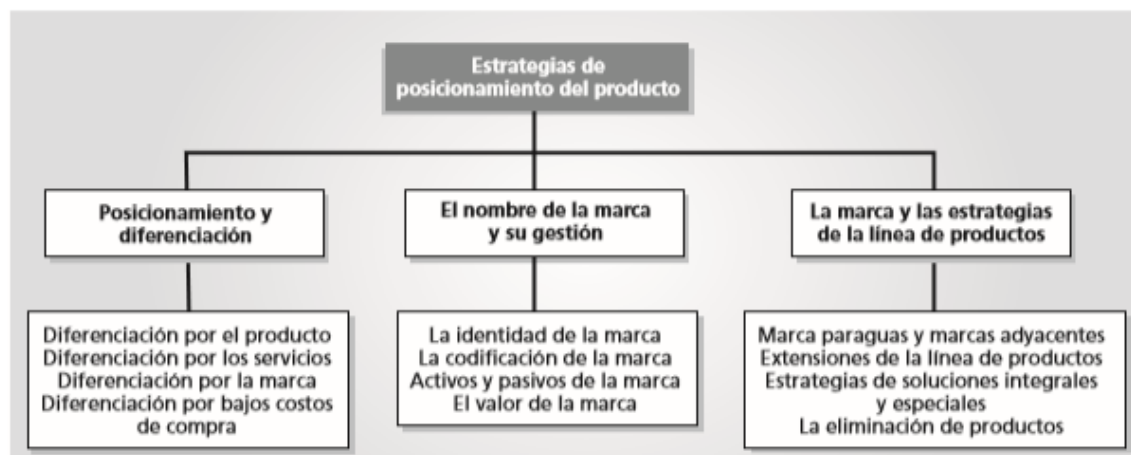 Estrategias de
posicionamiento del producto
Posicionamiento y
diferenciación
El nombre de la marca
y su gestión
La marca y las estrategias
de la línea de productos
Diferenciación por el producto
Diferenciación por los servicios
Diferenciación por la marca
Diferenciación por bajos costos
de compra
La identidad de la marca
La codificación de la marca
Activos y pasivos de la marca
El valor de la marca
Marca paraguas y marcas adyacentes
Extensiones de la línea de productos
Estrategias de soluciones integrales
y especiales
La eliminación de productos